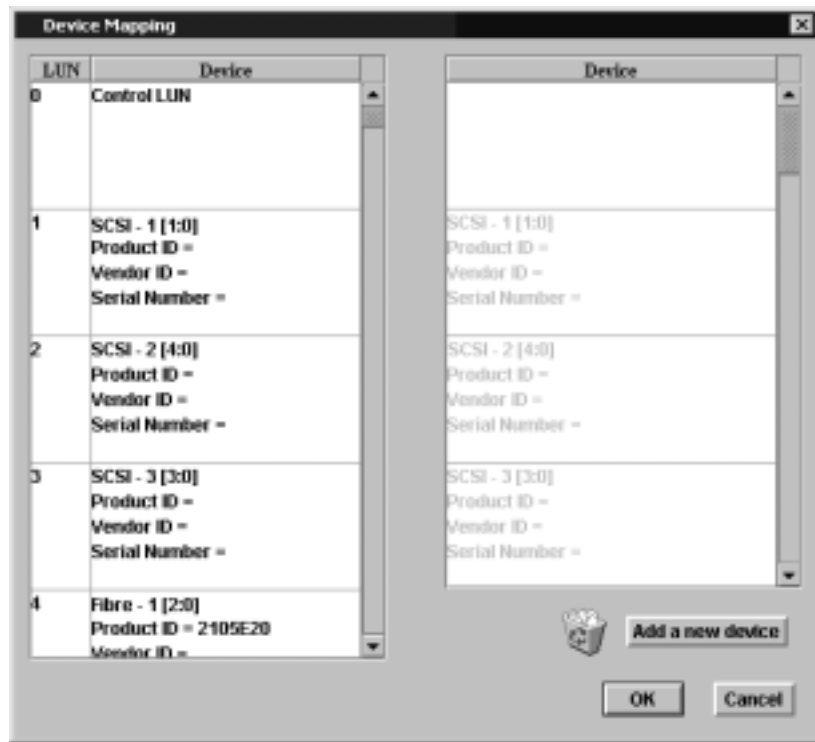 Device Mapping
LUN Device
0 Control LUN
1 SCSI - 1 [1:0]
Product ID =
Vendor ID =
Serial Number =
2 SCSI - 2 [4:0]
Product ID =
Vendor ID =
Serial Number =
3 SCSI - 3 [3:0]
Product ID =
Vendor ID =
Serial Number =
4 Fibre - 1 [2:0]
Product ID = 2105E20
Vendor ID =
Device
SCSI - 1 [1:0]
Product ID =
Vendor ID =
Serial Number =
SCSI - 2 [4:0]
Product ID =
Vendor ID =
Serial Number =
SCSI - 3 [3:0]
Product ID =
Vendor ID =
Serial Number =
Add a new device
OK Cancel